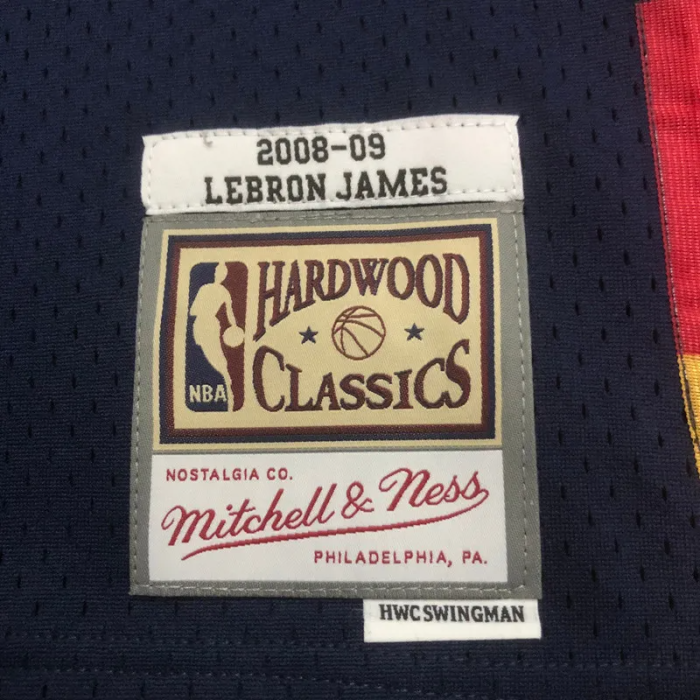 2008-09
LEBRON JAMES
HARDWOOD
CLASSICS
NBA
NOSTALGIA CO.
Mitchell & Ness
PHILADELPHIA, PA.
HWC SWINGMAN